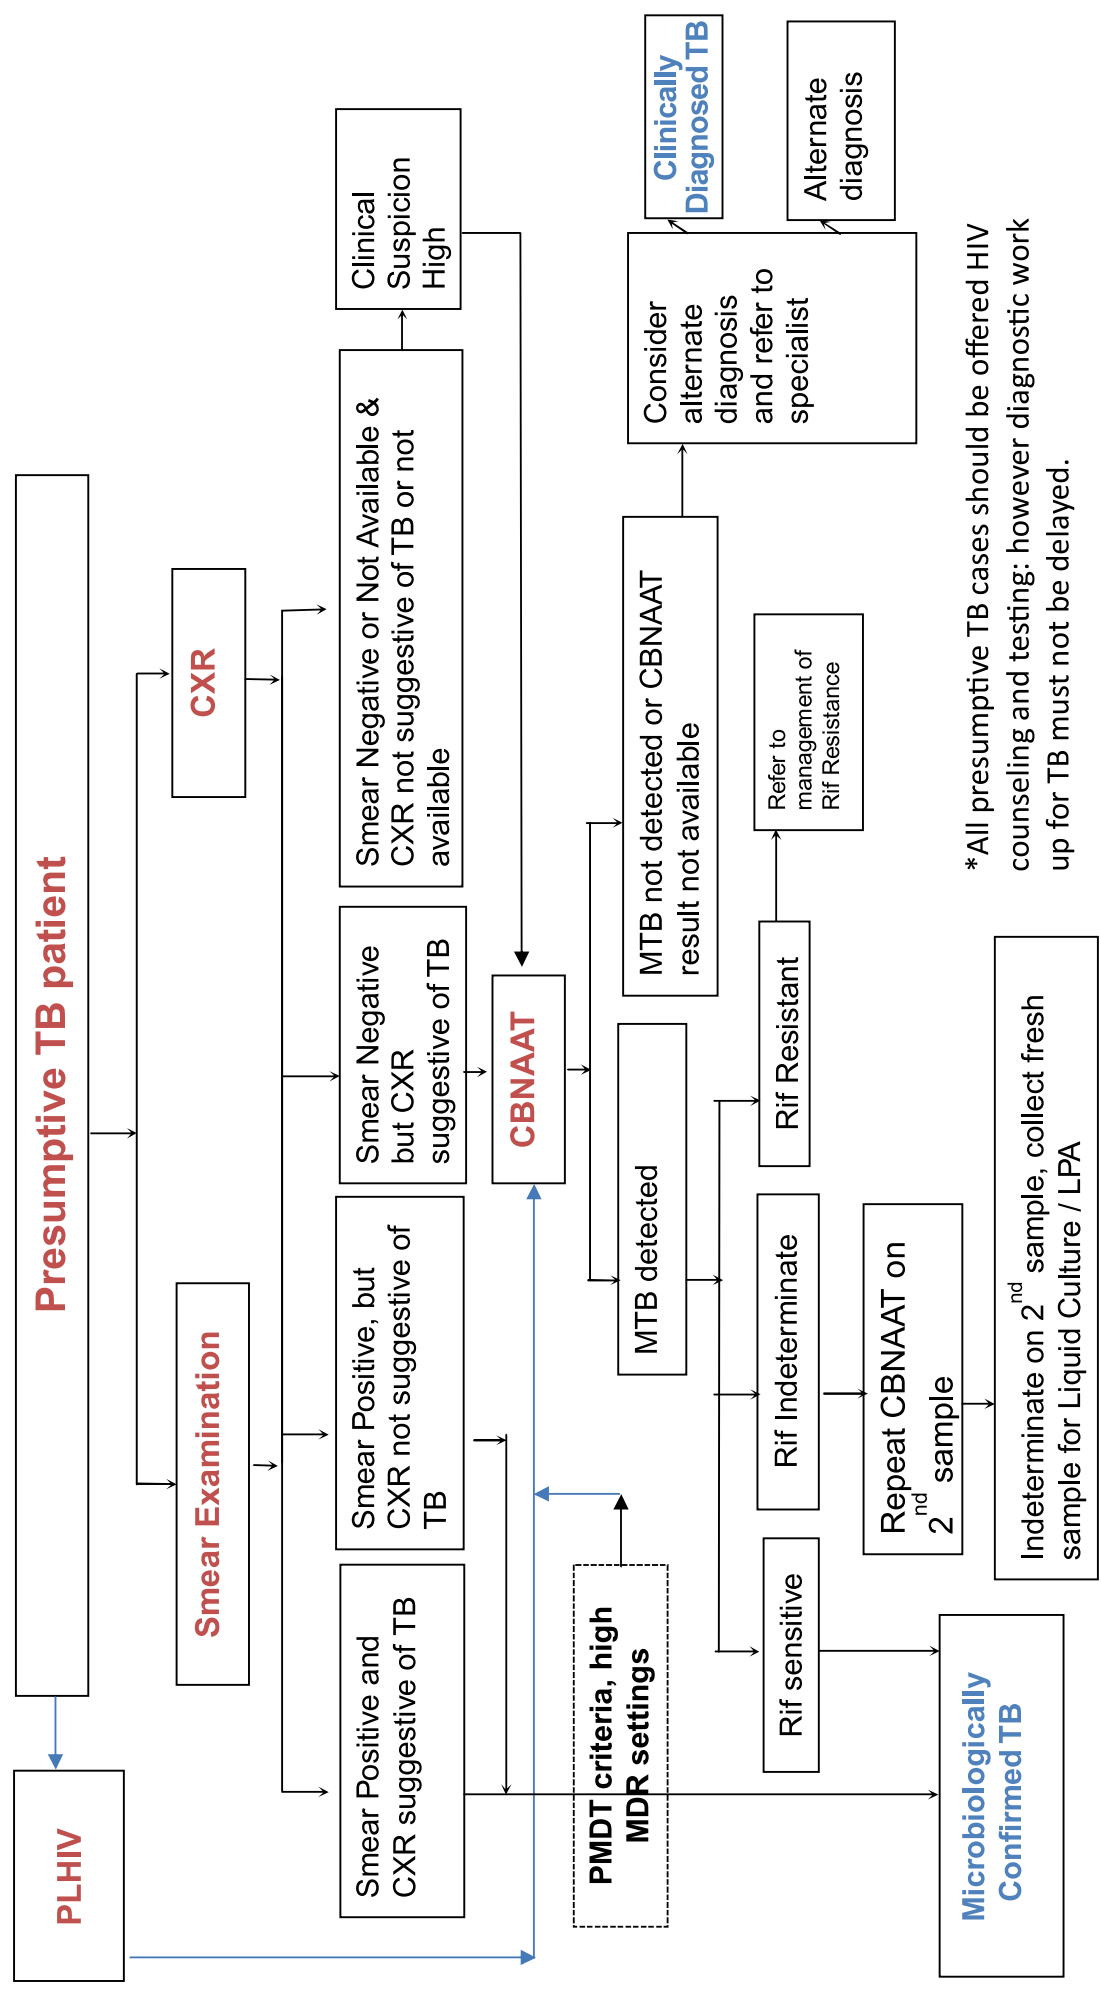 Presumptive TB patient
PLHIV
Smear Examination
CXR
Smear Positive and
CXR suggestive of TB
Smear Positive, but
CXR not suggestive of
TB
Smear Negative
but CXR
suggestive of TB
Smear Negative or Not Available &
CXR not suggestive of TB or not
available
Clinical
Suspicion
High
CBNAAT
PMDT criteria, high
MDR settings
MTB detected
MTB not detected or CBNAAT
result not available
Consider
alternate
diagnosis
and refer to
specialist
Clinically
Diagnosed TB
Alternate
diagnosis
Rif sensitive
Rif Indeterminate
Rif Resistant
Refer to
management of
Rif Resistance
Repeat CBNAAT on
2nd sample
Microbiologically
Confirmed TB
Indeterminate on 2nd sample, collect fresh
sample for Liquid Culture / LPA
*All presumptive TB cases should be offered HIV
counseling and testing: however diagnostic work
up for TB must not be delayed.